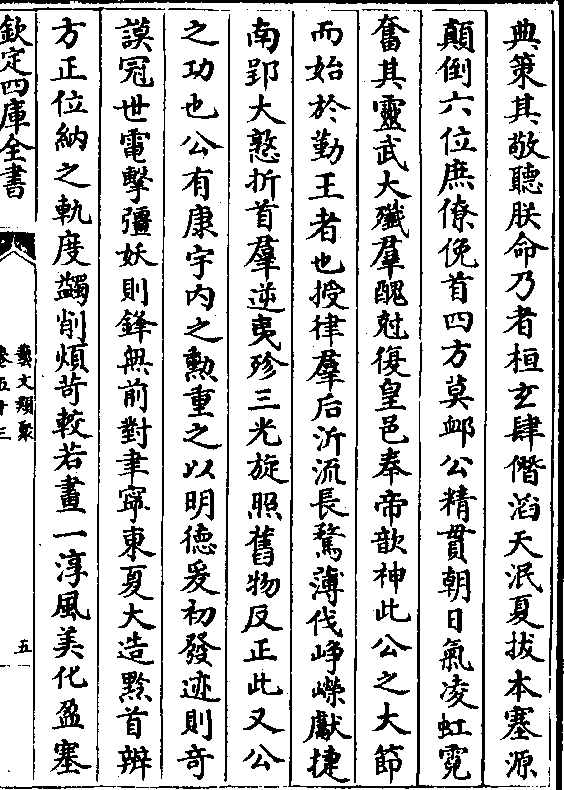 典策其敬聽朕命乃者桓玄肆僭滔天泯夏拔本塞源
顛倒六位庶僚俛首四方莫䘏公精貫朝日氣凌虹霓
奮其靈武大殲羣醜尅復皇邑奉帝歆神此公之大節
而始於勤王者也授律羣后沂流長騖薄伐崢嶸獻捷
南郢大憝折首羣逆夷殄三光旋照舊物反正此又公
之功也公有康宇内之勲重之以明德爰初發迹則竒
謨冠世電擊彊妖則鋒無前對聿寧東夏大造黔首辨
方正位納之軌度蠲削煩苛較若畫一淳風美化盈塞
欽定四庫全書
藝文類聚
卷五十三
五